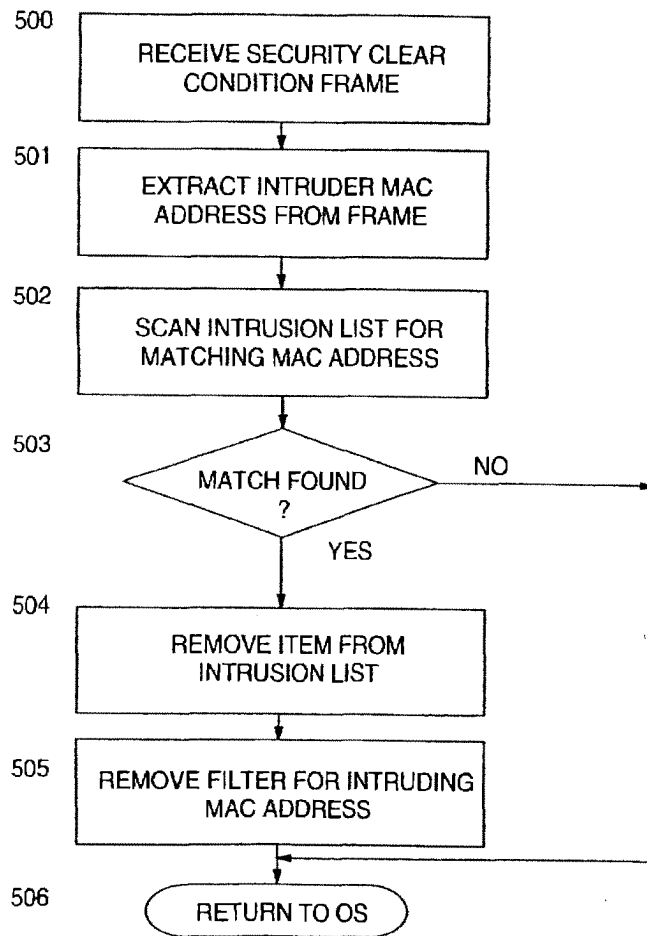 500
RECEIVE SECURITY CLEAR
CONDITION FRAME
501
EXTRACT INTRUDER MAC
ADDRESS FROM FRAME
502
SCAN INTRUSION LIST FOR
MATCHING MAC ADDRESS
503
MATCH FOUND
?
NO
YES
504
REMOVE ITEM FROM
INTRUSION LIST
505
REMOVE FILTER FOR INTRUDING
MAC ADDRESS
506
RETURN TO OS